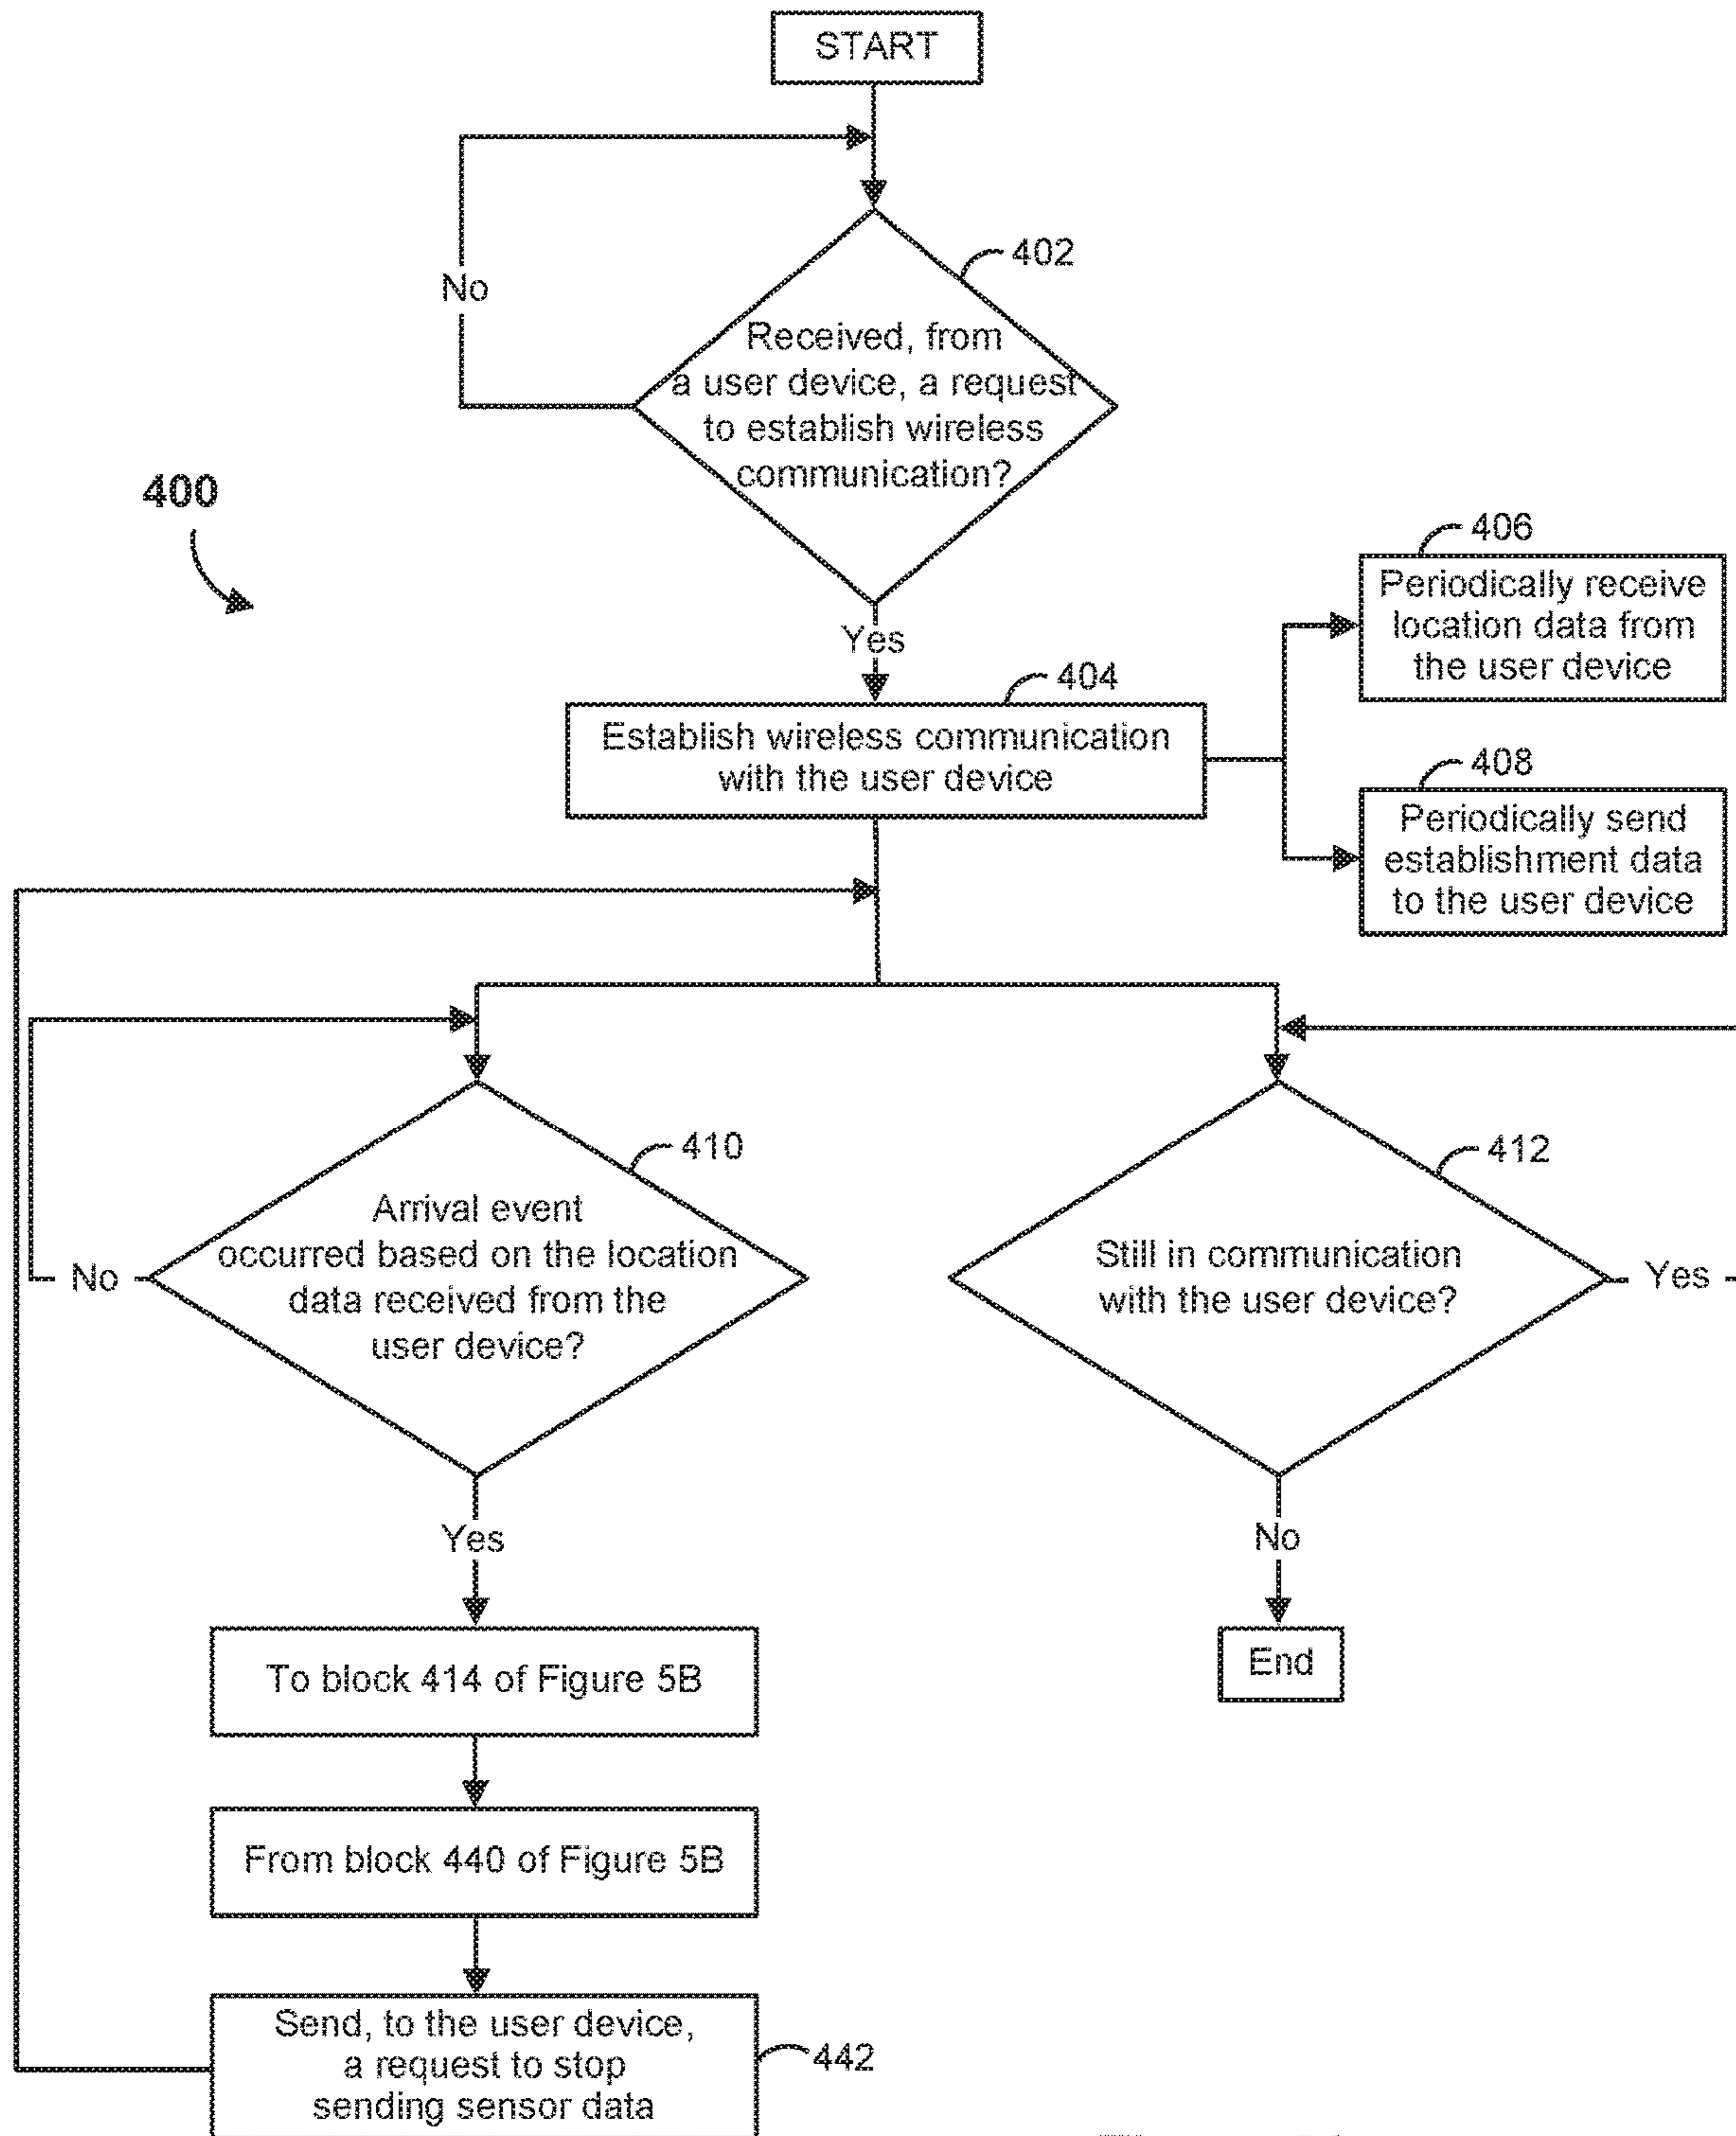 START
402
No
Received, from
a user device, a request
to establish wireless
communication?
400
406
Periodically receive
location data from
the user device
Yes
404
Establish wireless communication
with the user device
408
Periodically send
establishment data
to the user device
410
412
Arrival event
occurred based on the location
data received from the
user device?
No
Still in communication
with the user device?
Yes
Yes
No
To block 414 of Figure 5B
End
From block 440 of Figure 5B
Send, to the user device,
a request to stop
sending sensor data
442